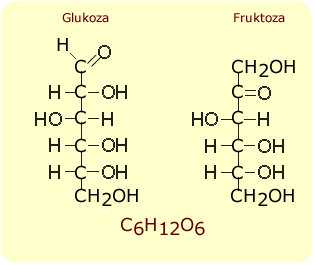 Glukoza Fruktoza
H O
C CH2OH
H C OH C O
HO C H HO C H
H C OH H C OH
H C OH H C OH
CH2OH CH2OH
C6H12O6